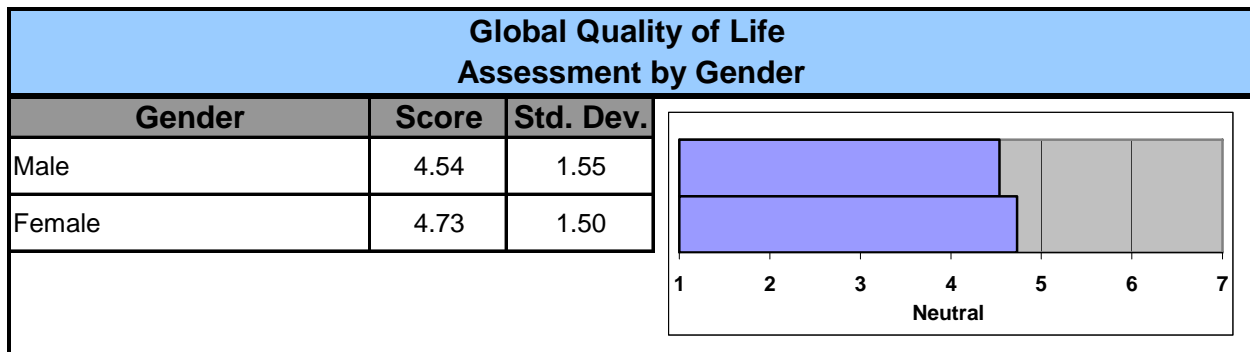 Global Quality of Life
Assessment by Gender
Gender Score Std. Dev.
Male 4.54 1.55
Female 4.73 1.50
1 2 3 4 5 6 7
Neutral